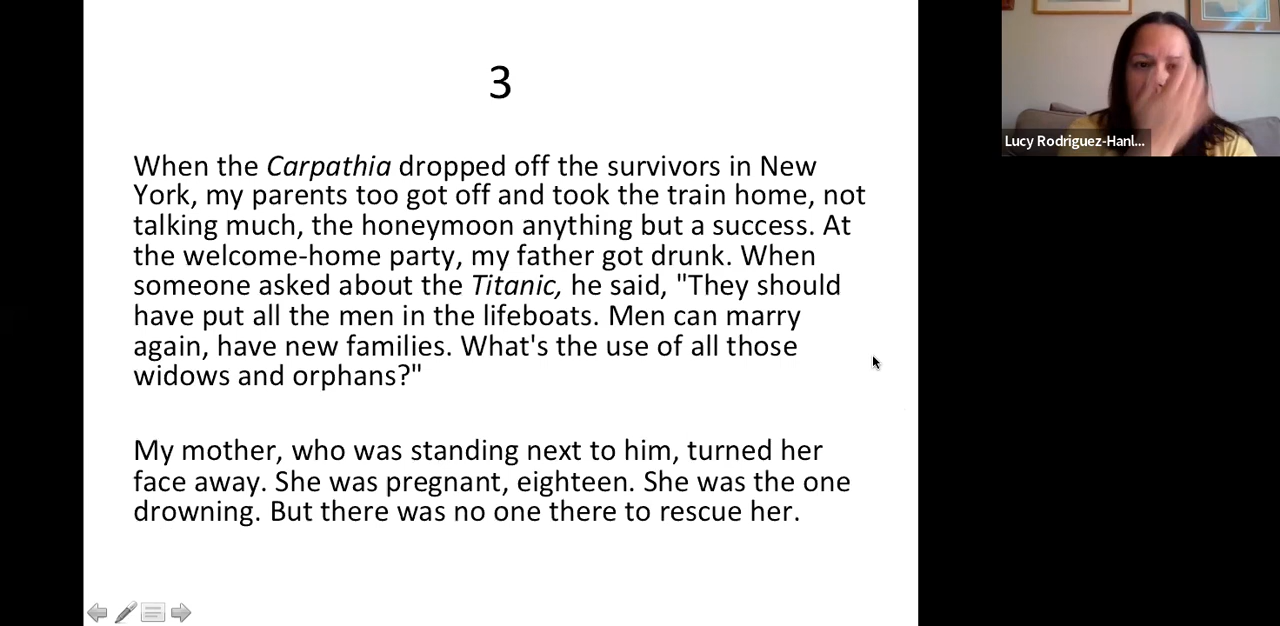 3
When the Carpathia dropped off the survivors in New
York, my parents too got off and took the train home, not
talking much, the honeymoon anything but a success. At
the welcome-home party, my father got drunk. When
someone asked about the Titanic, he said, "They should
have put all the men in the lifeboats. Men can marry
again, have new families. What's the use of all those
widows and orphans?"
My mother, who was standing next to him, turned her
face away. She was pregnant, eighteen. She was the one
drowning. But there was no one there to rescue her.
Lucy Rodriguez-Hanl...